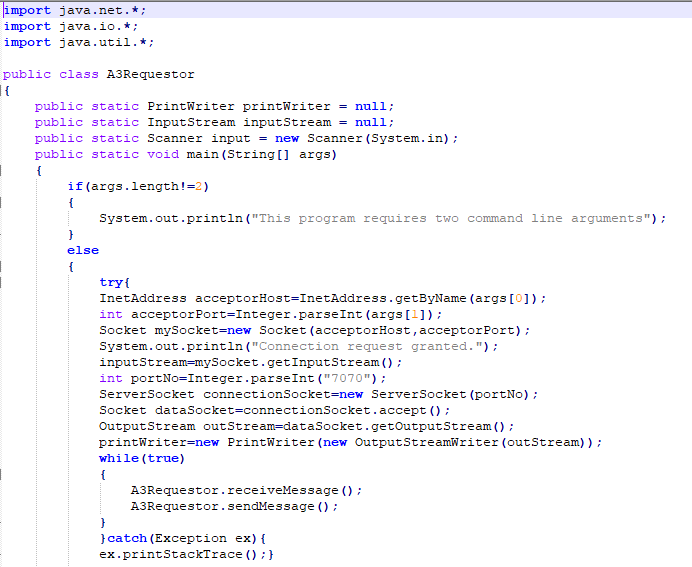 import java.net.*;
import java.io.*;
import java.util.*;

public class A3Requestor
{
    public static PrintWriter printWriter = null;
    public static InputStream inputStream = null;
    public static Scanner input = new Scanner(System.in);
    public static void main(String[] args)
    {
        if(args.length!=2)
        {
            System.out.println("This program requires two command line arguments");
        }
        else
        {
            try{
            InetAddress acceptorHost=InetAddress.getByName(args[0]);
            int acceptorPort=Integer.parseInt(args[1]);
            Socket mySocket=new Socket(acceptorHost,acceptorPort);
            System.out.println("Connection request granted.");
            inputStream=mySocket.getInputStream();
            int portNo=Integer.parseInt("7070");
            ServerSocket connectionSocket=new ServerSocket(portNo);
            Socket dataSocket=connectionSocket.accept();
            OutputStream outStream=dataSocket.getOutputStream();
            printWriter=new PrintWriter(new OutputStreamWriter(outStream));
            while(true)
            {
                A3Requestor.receiveMessage();
                A3Requestor.sendMessage();
            }
            }catch(Exception ex){
            ex.printStackTrace();}